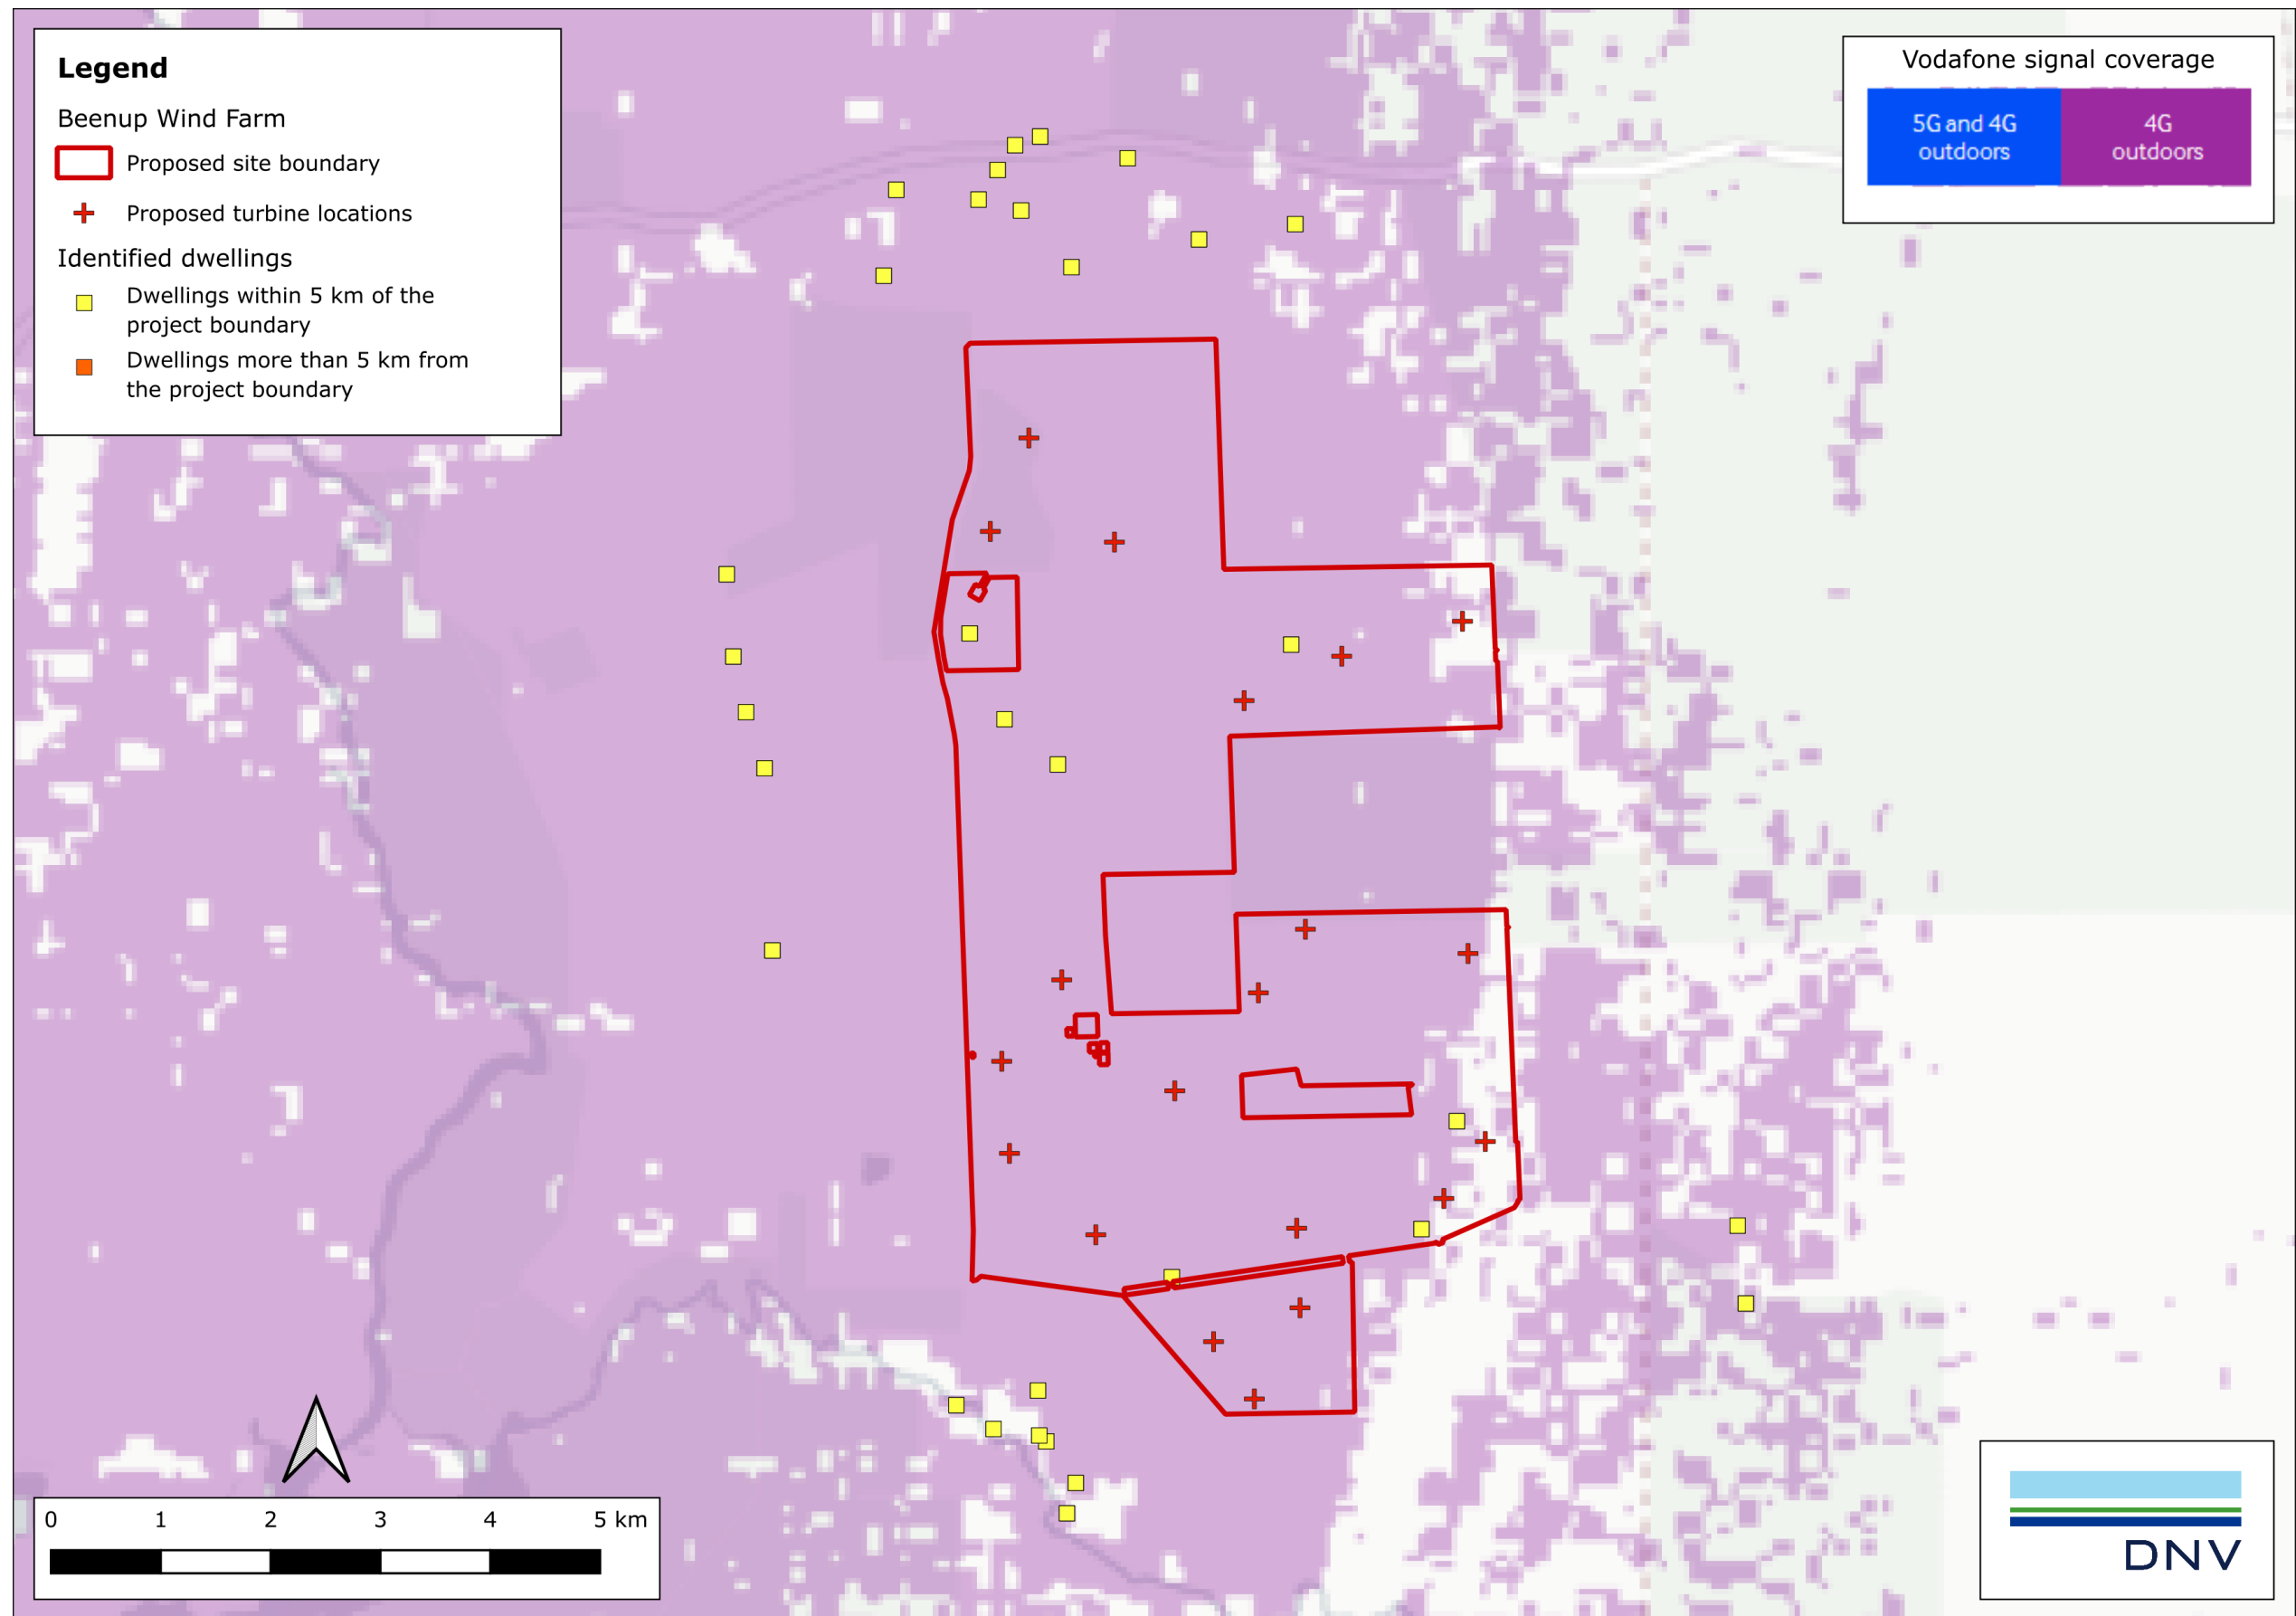 Legend
Beenup Wind Farm
Proposed site boundary
Proposed turbine locations
Identified dwellings
Dwellings within 5 km of the
project boundary
Dwellings more than 5 km from
the project boundary
Vodafone signal coverage
5G and 4G
outdoors
4G
outdoors
0 1 2 3 4 5 km
DNV